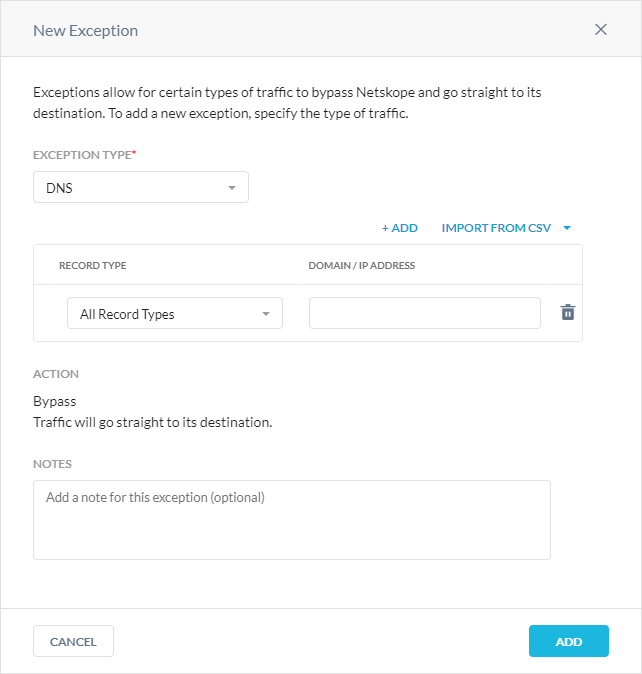 New Exception
Exceptions allow for certain types of traffic to bypass Netskope and go straight to its
destination. To add a new exception, specify the type of traffic.
EXCEPTION TYPE*
DNS
+ ADD IMPORT FROM CSV
RECORD TYPE DOMAIN / IP ADDRESS
All Record Types
ACTION
Bypass
Traffic will go straight to its destination.
NOTES
Add a note for this exception (optional)
CANCEL ADD